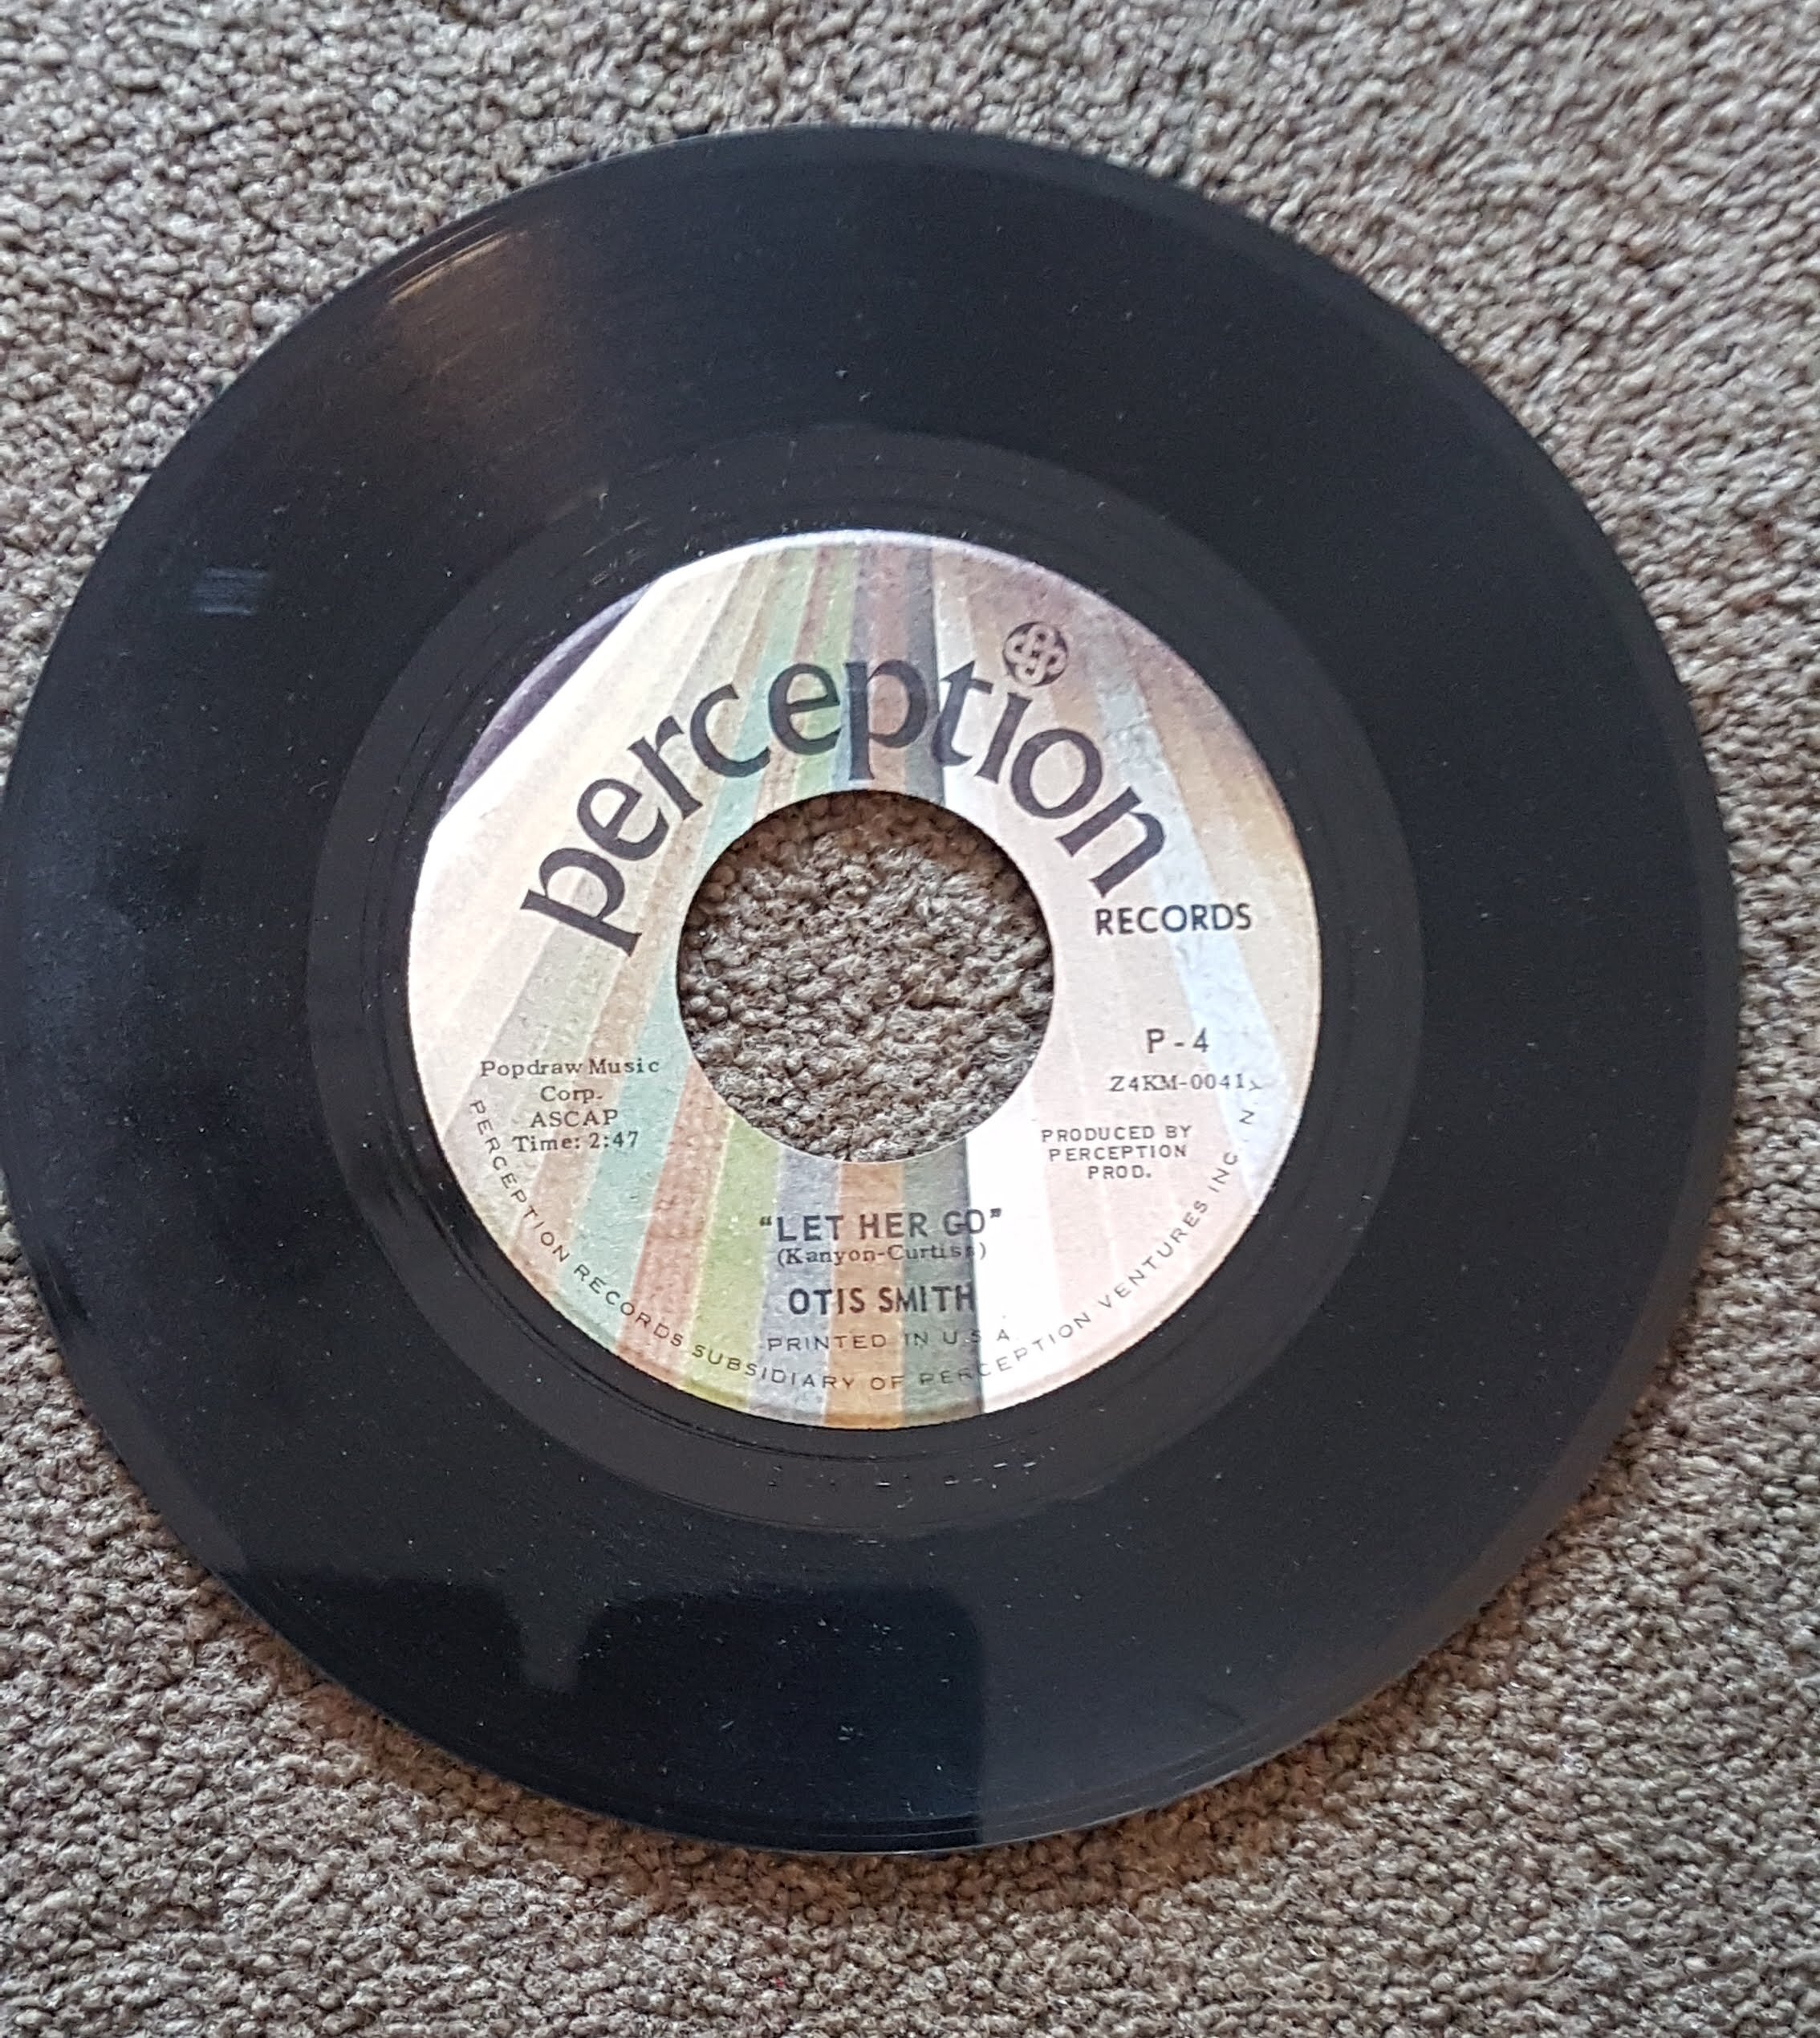 perception
RECORDS
P-4
Z4KM-0041
Popdraw Music
Corp.
ASCAP
Time: 2:47
PRODUCED BY
PERCEPTION
PROD.
"LET HER GO"
(Kanyon-Curtiss)
OTIS SMITH
PRINTED IN U.S.A.
PERCEPTION RECORDS SUBSIDIARY OF PERCEPTION VENTURES INC. N.Y.